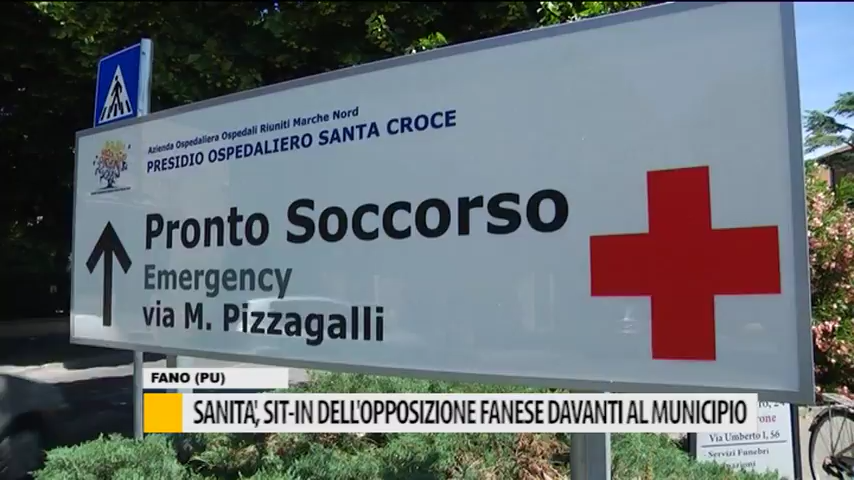 Azienda Ospedaliera Ospedali Riuniti Marche Nord
PRESIDIO OSPEDALIERO SANTA CROCE
Pronto Soccorso
Emergency
via M. Pizzagalli
FANO (PU)
SANITA', SIT-IN DELL'OPPOSIZIONE FANESE DAVANTI AL MUNICIPIO
Via Umberto I, 56
Servizi Funebri